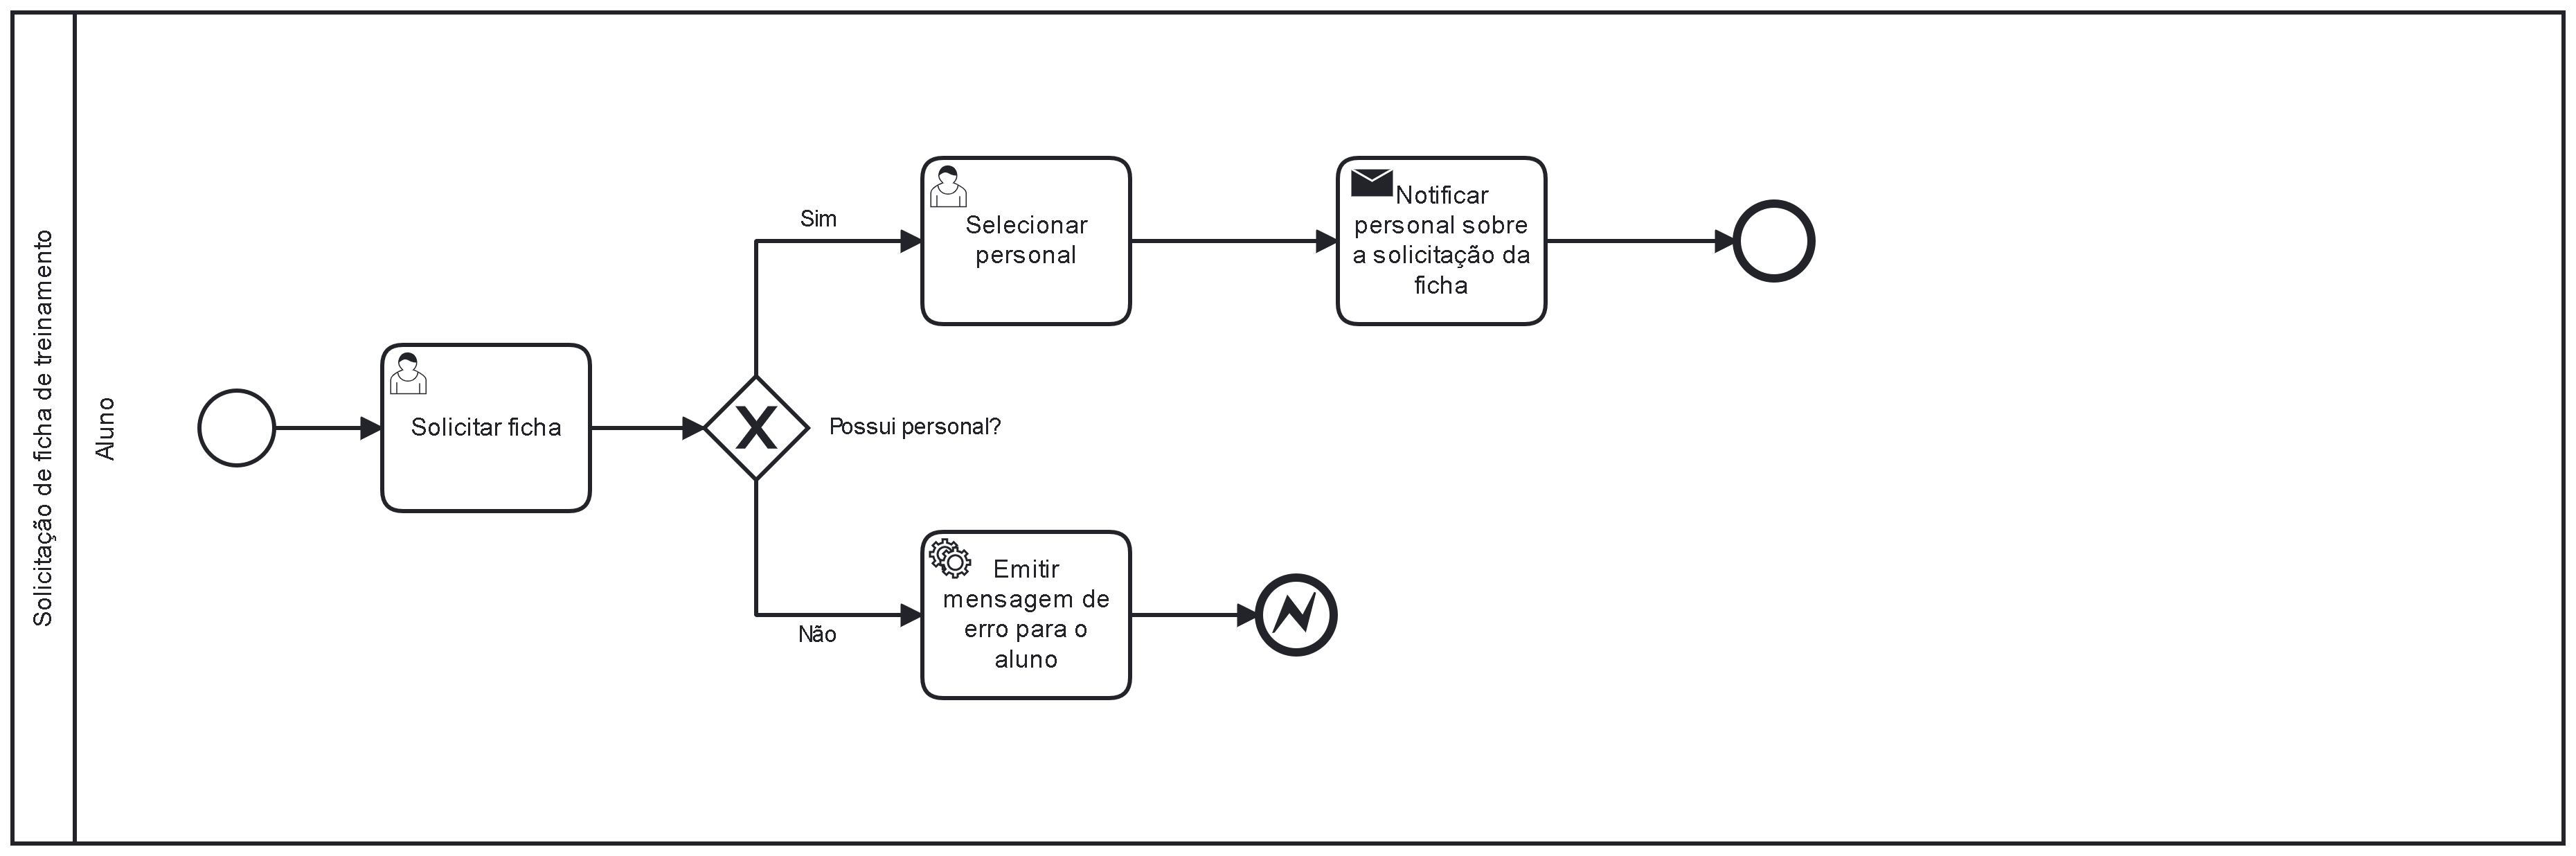 Solicitação de ficha de treinamento
Aluno
Solicitar ficha
Possui personal?
Sim
Selecionar
personal
Notificar
personal sobre
a solicitação da
ficha
Não
Emitir
mensagem de
erro para o
aluno